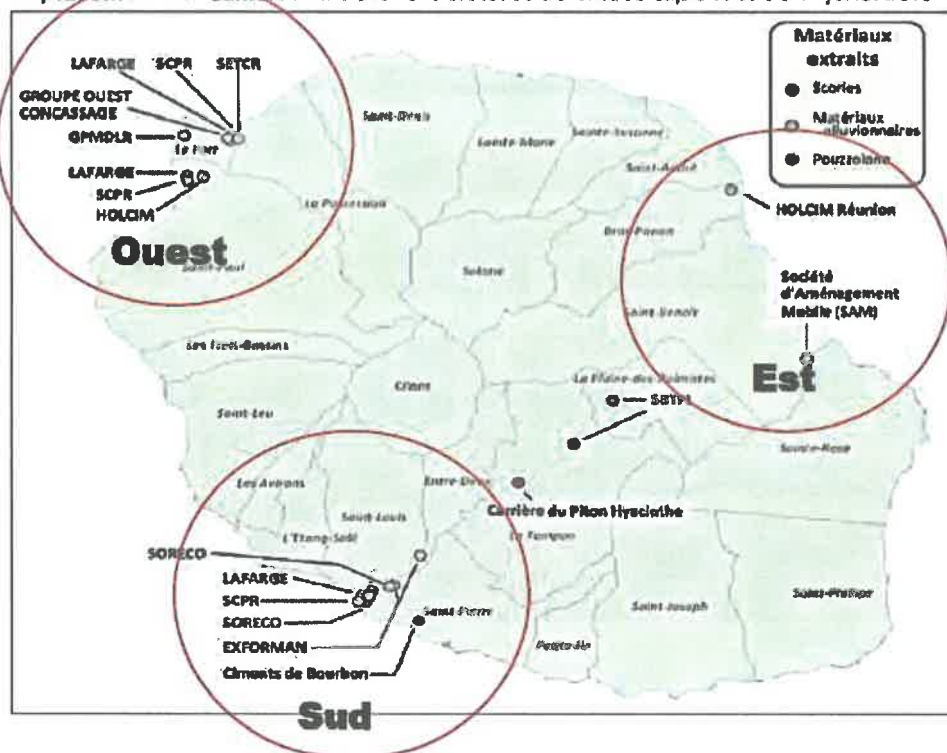 Matériaux
extraits
Scories
Matériaux
alluvionnaires
Pouzzolane
LAFARGE SCPR SETCR
GROUPE OUEST
CONCASSAGE
GPMDLR
Le Port
LAFARGE
SCPR
HOLCIM
Ouest
Saint-Paul
La Possession
Saint-Denis
Sainte-Marie
Sainte-Suzanne
Saint-André
HOLCIM Réunion
Bras-Panon
Salazie
Saint-Benoit
Société
d'Aménagement
Mobile (SAM)
Est
Les Trois-Bassins
Cilaos
La Plaine-des-Palmistes
Saint-Leu
Sainte-Rose
Les Avirons
Entre-Deux
Carrière du Piton Hyacinthe
Saint-Louis
L'Etang-Salé
Le Tampon
SORECO
LAFARGE
SCPR
SORECO
EXFORMAN
Ciments de Bourbon
Saint-Pierre
Saint-Joseph
Saint-Philippe
Petite-Ile
Sud